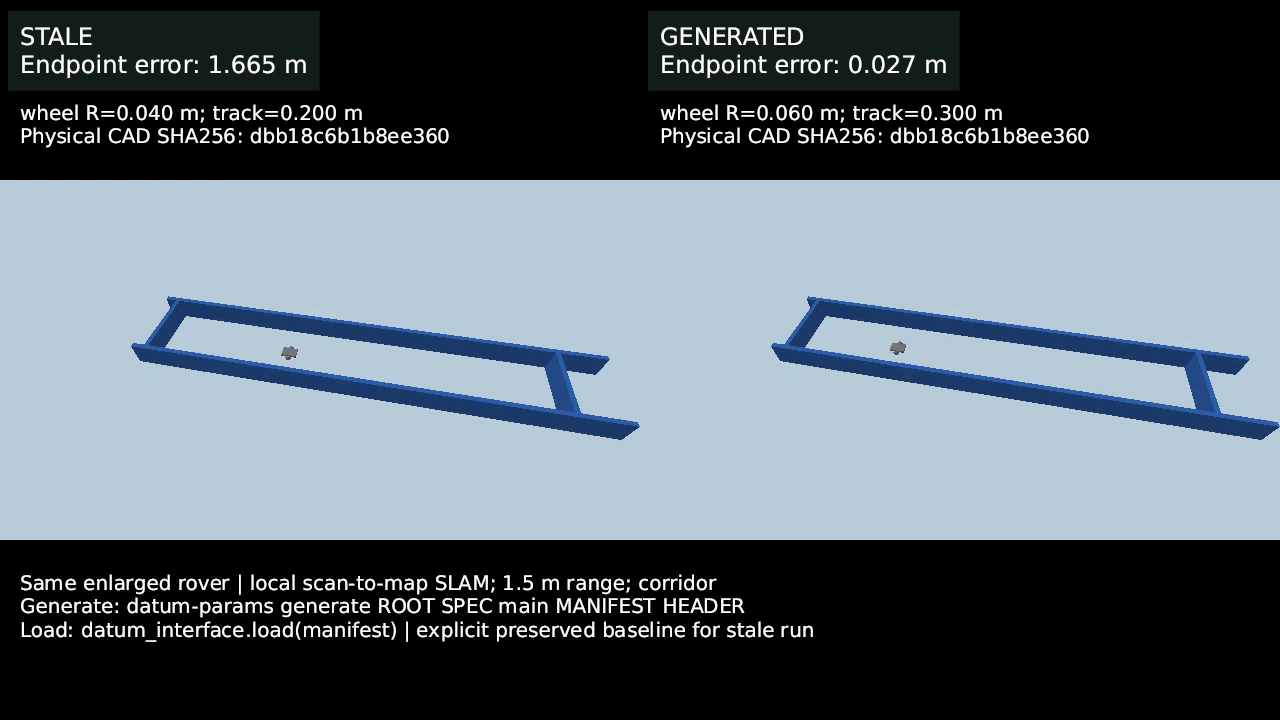 STALE
Endpoint error: 1.665 m
wheel R=0.040 m; track=0.200 m
Physical CAD SHA256: dbb18c6b1b8ee360
GENERATED
Endpoint error: 0.027 m
wheel R=0.060 m; track=0.300 m
Physical CAD SHA256: dbb18c6b1b8ee360
Same enlarged rover | local scan-to-map SLAM; 1.5 m range; corridor
Generate: datum-params generate ROOT SPEC main MANIFEST HEADER
Load: datum_interface.load(manifest) | explicit preserved baseline for stale run